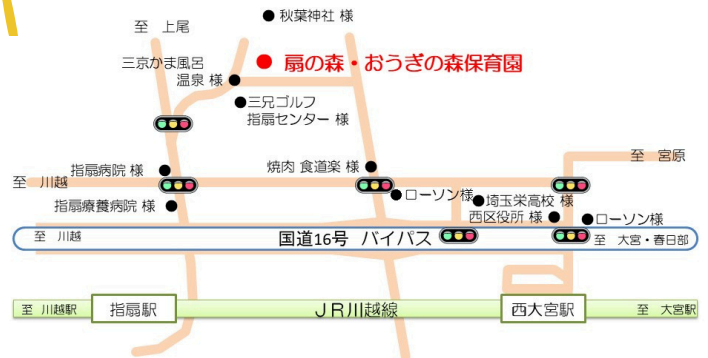 秋葉神社 様
至 上尾
扇の森・おうぎの森保育園
三京かま風呂
温泉 様
三兄ゴルフ
指扇センター 様
焼肉 食道楽 様
至 宮原
指扇病院 様
至 川越
ローソン様
埼玉栄高校 様
指扇療養病院 様
西区役所 様
ローソン様
至 川越
国道16号 バイパス
至 大宮・春日部
至 川越駅
指扇駅
JR川越線
西大宮駅
至 大宮駅